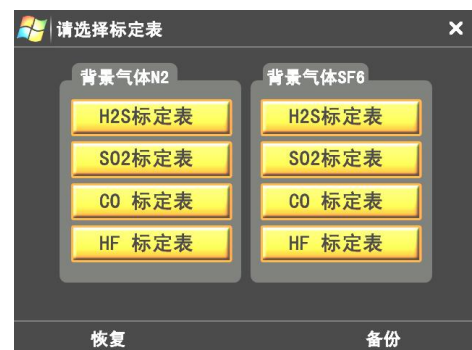 请选择标定表
背景气体N2
背景气体SF6
H2S标定表
H2S标定表
SO2标定表
SO2标定表
CO 标定表
CO 标定表
HF 标定表
HF 标定表
恢复
备份